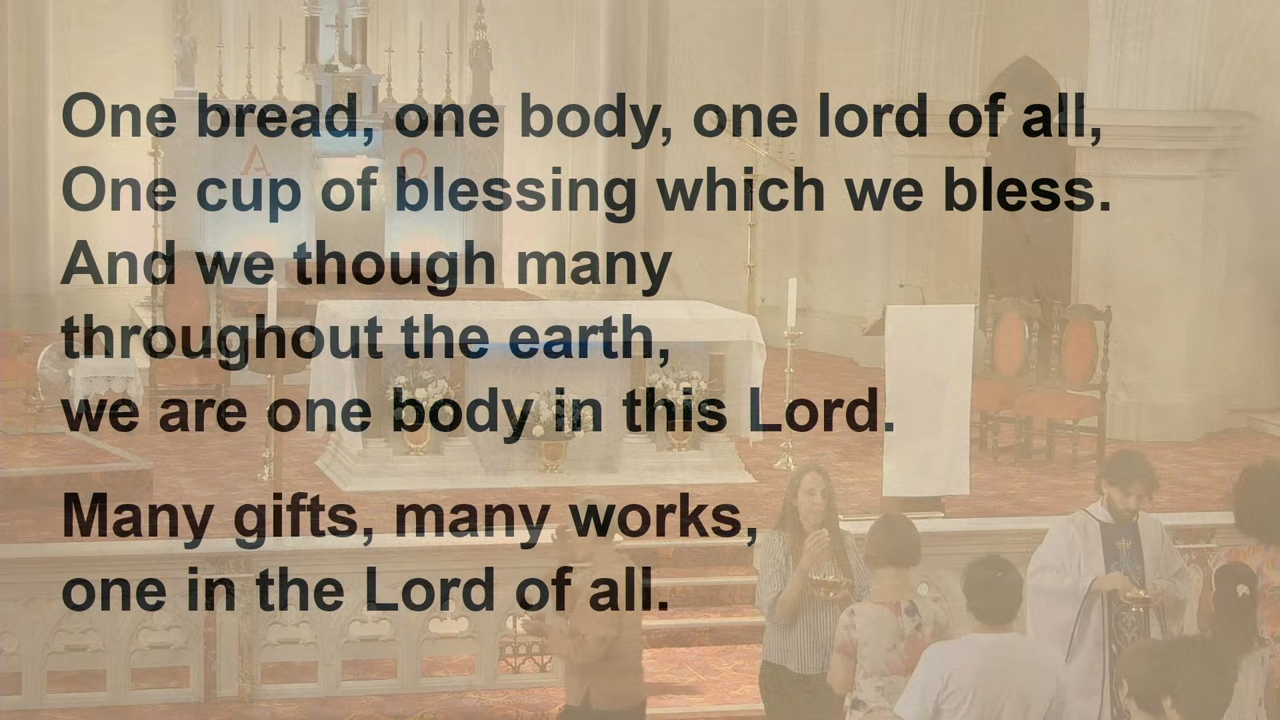 One bread, one body, one lord of all,
One cup of blessing which we bless.
And we though many
throughout the earth,
we are one body in this Lord.
Many gifts, many works,
one in the Lord of all.
Α Ω